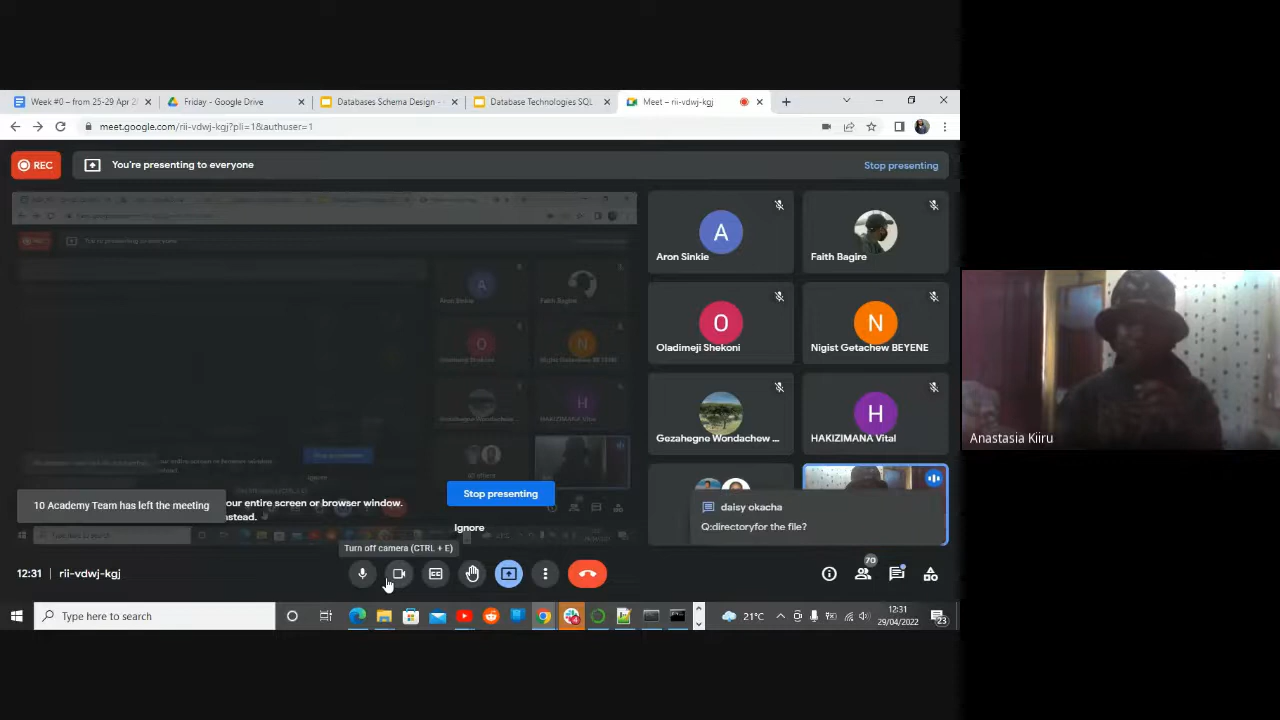 Week #0 – from 25-29 Apr 2
Friday - Google Drive
Databases Schema Design -
Database Technologies SQL
Meet – rii-vdwj-kgj
meet.google.com/rii-vdwj-kgj?pli=1&authuser=1
REC
You're presenting to everyone
Stop presenting
A
Aron Sinkie
Faith Bagire
O
Oladimeji Shekoni
N
Nigist Getachew BEYENE
Gezahegne Wondachew ...
H
HAKIZIMANA Vital
Anastasia Kiiru
10 Academy Team has left the meeting
our entire screen or browser window.
stead.
Stop presenting
Ignore
daisy okacha
Q:directoryfor the file?
Turn off camera (CTRL + E)
12:31
rii-vdwj-kgj
70
Type here to search
21°C
12:31
29/04/2022
23